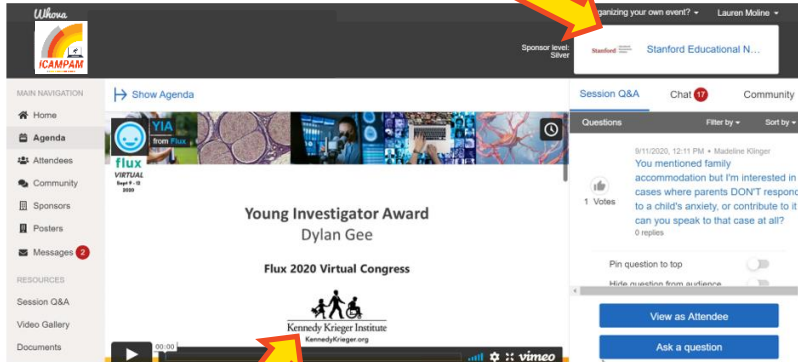 Whova
Organizing your own event?
Lauren Moline
iCAMPAM
Sponsor level:
Silver
Stanford
Stanford Educational N...
MAIN NAVIGATION
Home
Agenda
Attendees
Community
Sponsors
Posters
Messages 2
RESOURCES
Session Q&A
Video Gallery
Documents
Show Agenda
YIA
from Flux
flux
VIRTUAL
Sept 9 - 12
2020
Young Investigator Award
Dylan Gee
Flux 2020 Virtual Congress
Kennedy Krieger Institute
KennedyKrieger.org
00:00
vimeo
Session Q&A
Chat 17
Community
Questions
Filter by
Sort by
9/11/2020, 12:11 PM • Madeline Klinger
You mentioned family
accommodation but I'm interested in
cases where parents DON'T respond
to a child's anxiety, or contribute to it
can you speak to that case at all?
0 replies
1 Votes
Pin question to top
Hide question from audience
View as Attendee
Ask a question